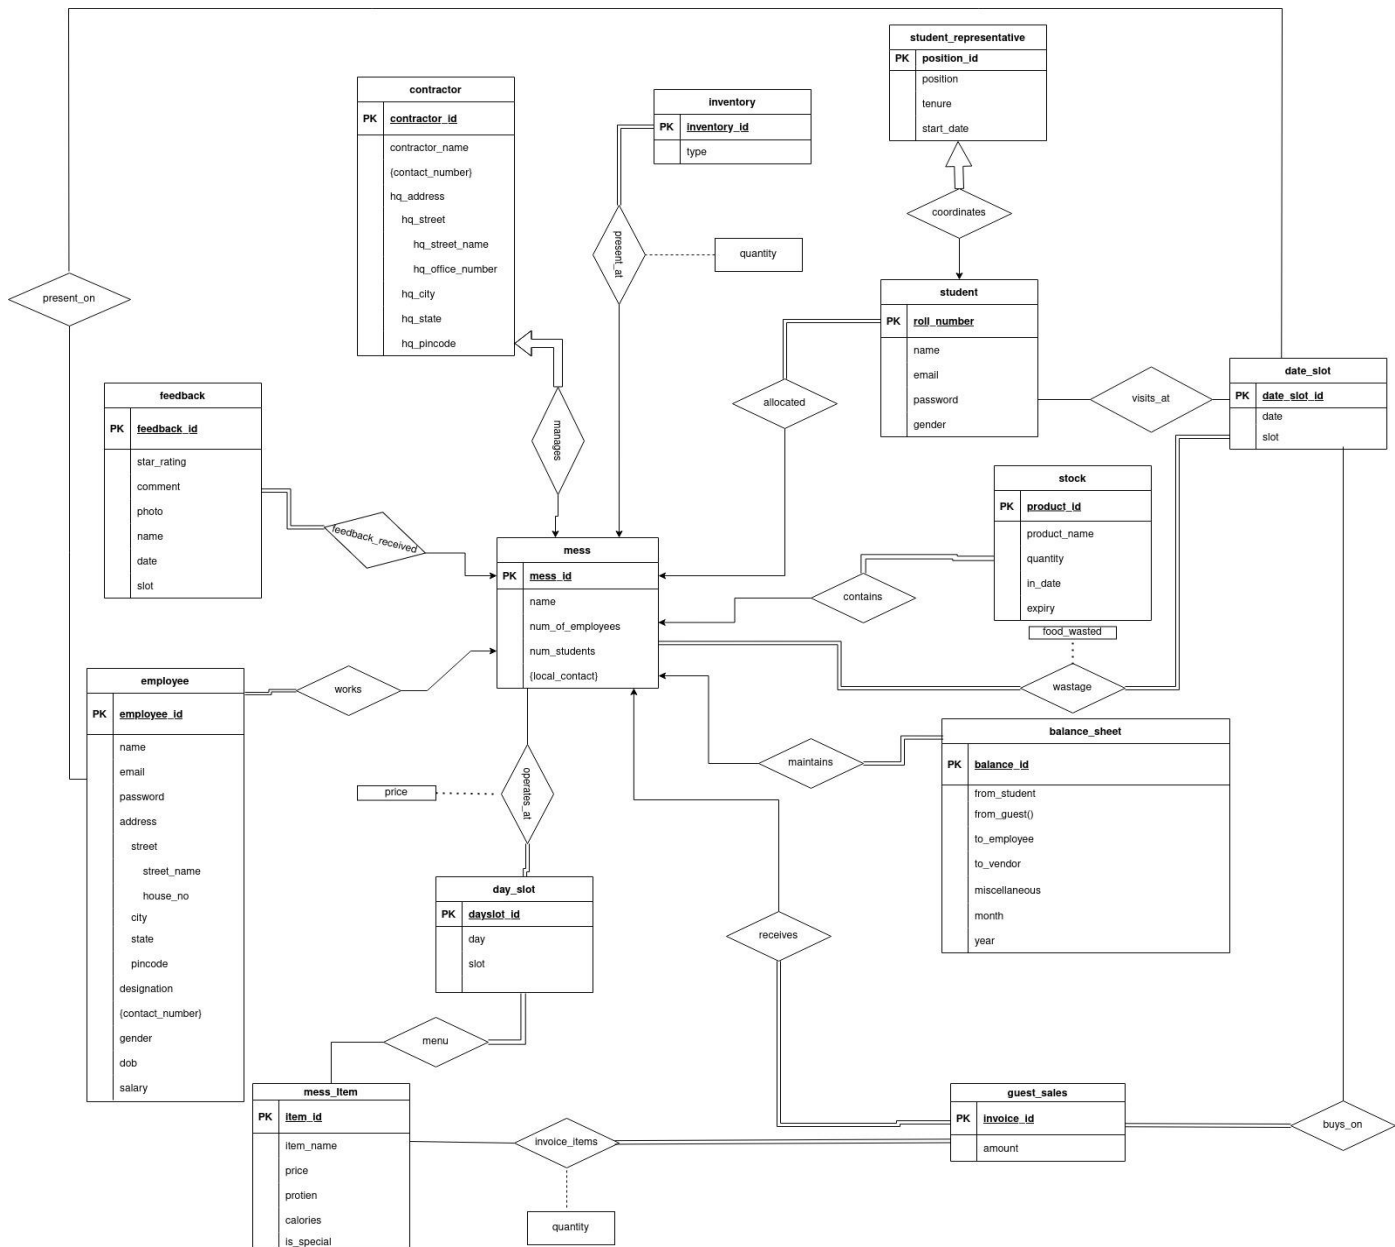 student_representative
PK position_id
position
tenure
start_date
contractor
PK contractor_id
contractor_name
{contact_number}
hq_address
hq_street
hq_street_name
hq_office_number
hq_city
hq_state
hq_pincode
inventory
PK inventory_id
type
coordinates
present_at
quantity
present_on
student
PK roll_number
name
email
password
gender
date_slot
PK date_slot_id
date
slot
allocated
visits_at
feedback
PK feedback_id
star_rating
comment
photo
name
date
slot
manages
feedback_received
stock
PK product_id
product_name
quantity
in_date
expiry
mess
PK mess_id
name
num_of_employees
num_students
{local_contact}
contains
food_wasted
wastage
employee
PK employee_id
name
email
password
address
street
street_name
house_no
city
state
pincode
designation
{contact_number}
gender
dob
salary
works
balance_sheet
PK balance_id
from_student
from_guest()
to_employee
to_vendor
miscellaneous
month
year
maintains
price
operates_at
day_slot
PK dayslot_id
day
slot
receives
menu
mess_Item
PK item_id
item_name
price
protien
calories
is_special
guest_sales
PK invoice_id
amount
buys_on
invoice_items
quantity